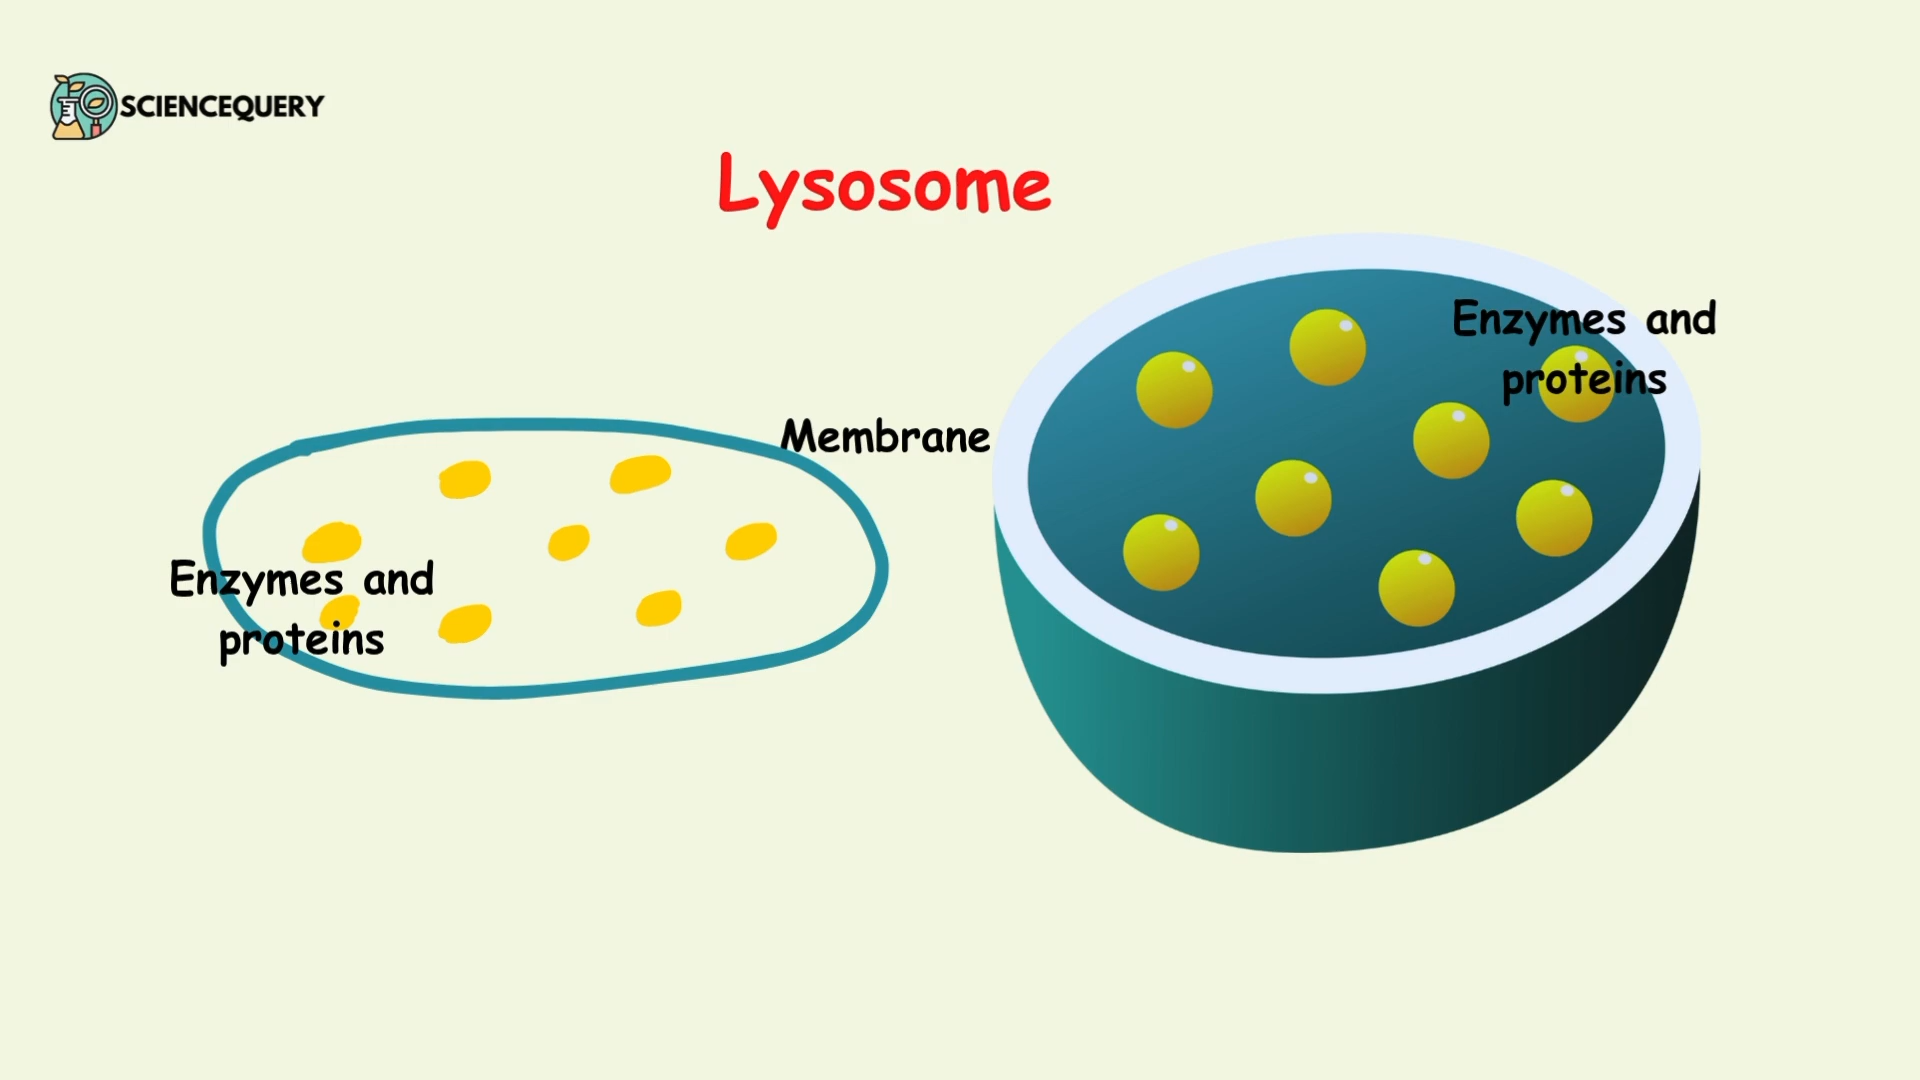 SCIENCEQUERY
Lysosome
Enzymes and
proteins
Membrane
Enzymes and
proteins